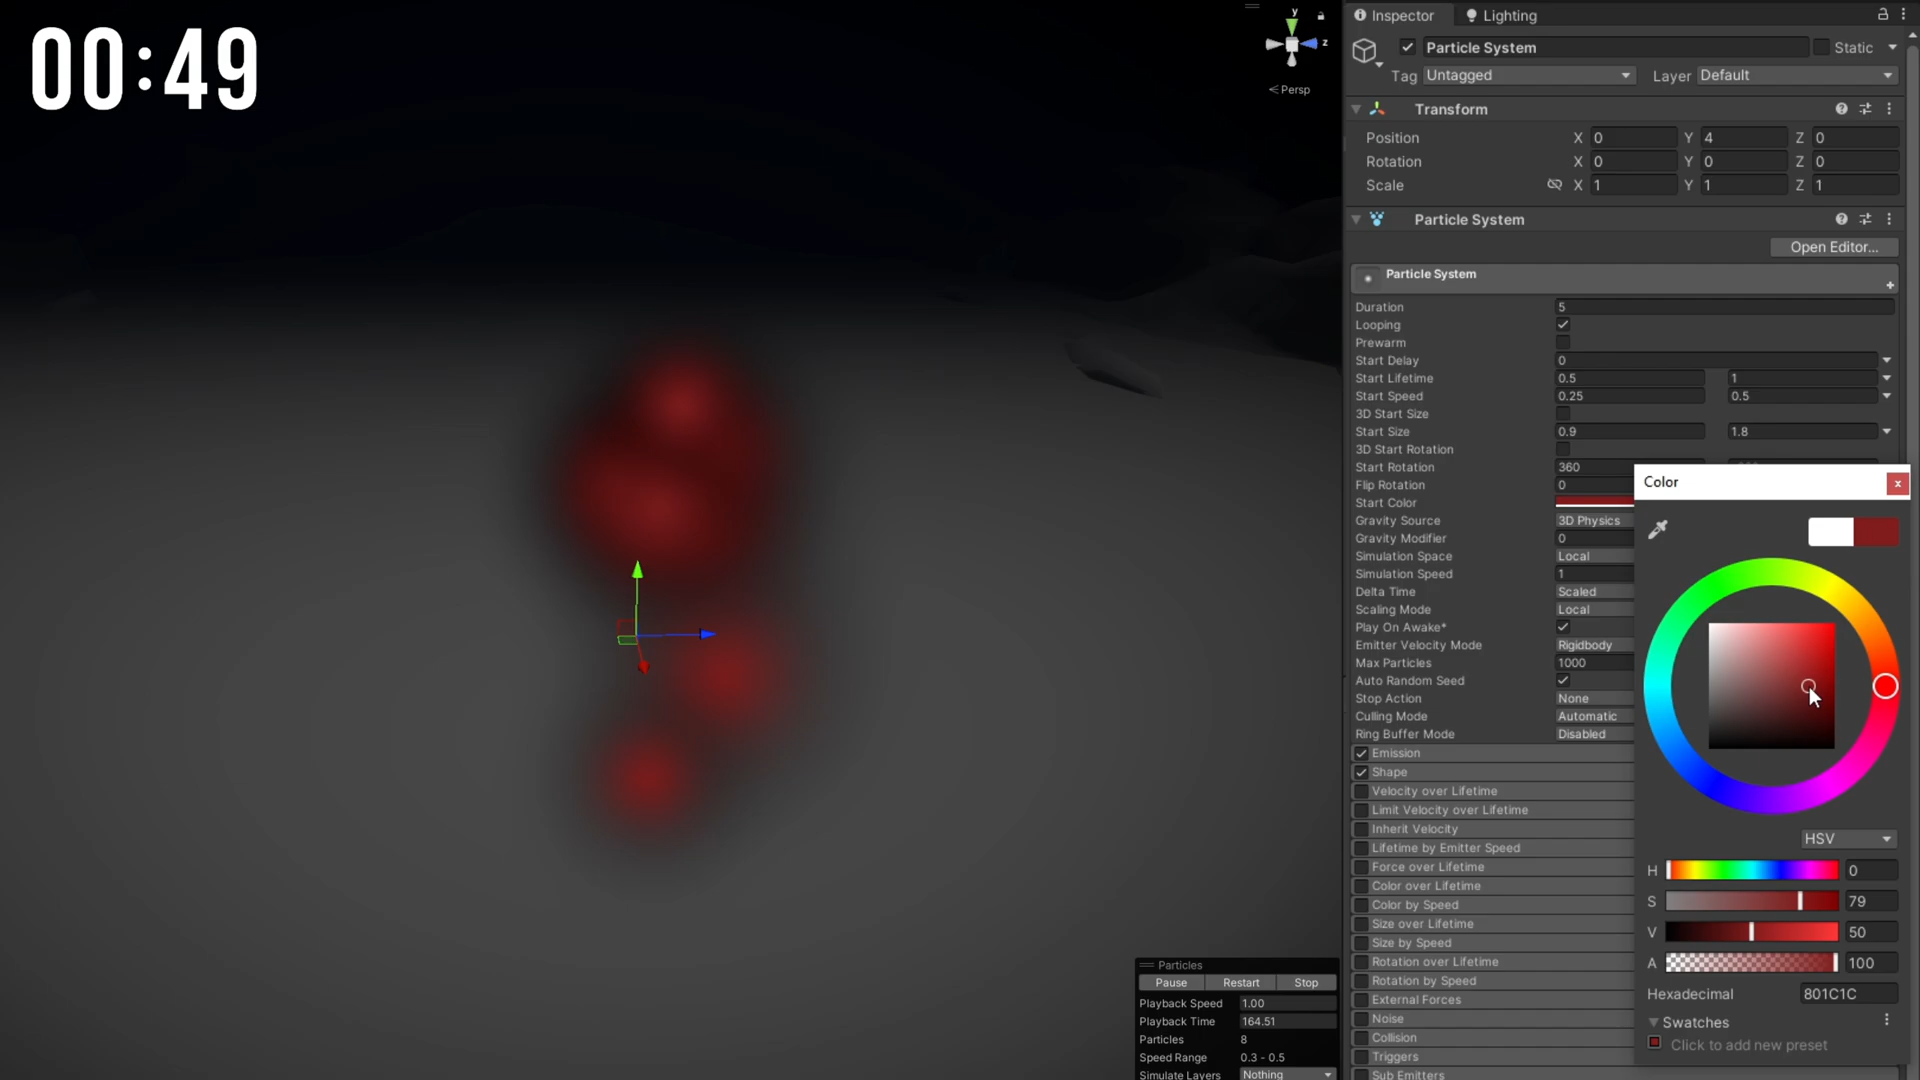 00:49
y
z
< Persp
Inspector
Lighting
Particle System
Static
Tag Untagged
Layer Default
Transform
Position X 0 Y 4 Z 0
Rotation X 0 Y 0 Z 0
Scale X 1 Y 1 Z 1
Particle System
Open Editor...
Particle System
Duration 5
Looping
Prewarm
Start Delay 0
Start Lifetime 0.5 1
Start Speed 0.25 0.5
3D Start Size
Start Size 0.9 1.8
3D Start Rotation
Start Rotation 360
Flip Rotation 0
Start Color
Gravity Source 3D Physics
Gravity Modifier 0
Simulation Space Local
Simulation Speed 1
Delta Time Scaled
Scaling Mode Local
Play On Awake*
Emitter Velocity Mode Rigidbody
Max Particles 1000
Auto Random Seed
Stop Action None
Culling Mode Automatic
Ring Buffer Mode Disabled
Emission
Shape
Velocity over Lifetime
Limit Velocity over Lifetime
Inherit Velocity
Lifetime by Emitter Speed
Force over Lifetime
Color over Lifetime
Color by Speed
Size over Lifetime
Size by Speed
Rotation over Lifetime
Rotation by Speed
External Forces
Noise
Collision
Triggers
Sub Emitters
Color
x
HSV
H 0
S 79
V 50
A 100
Hexadecimal 801C1C
Swatches
Click to add new preset
Particles
Pause Restart Stop
Playback Speed 1.00
Playback Time 164.51
Particles 8
Speed Range 0.3 - 0.5
Simulate Layers Nothing